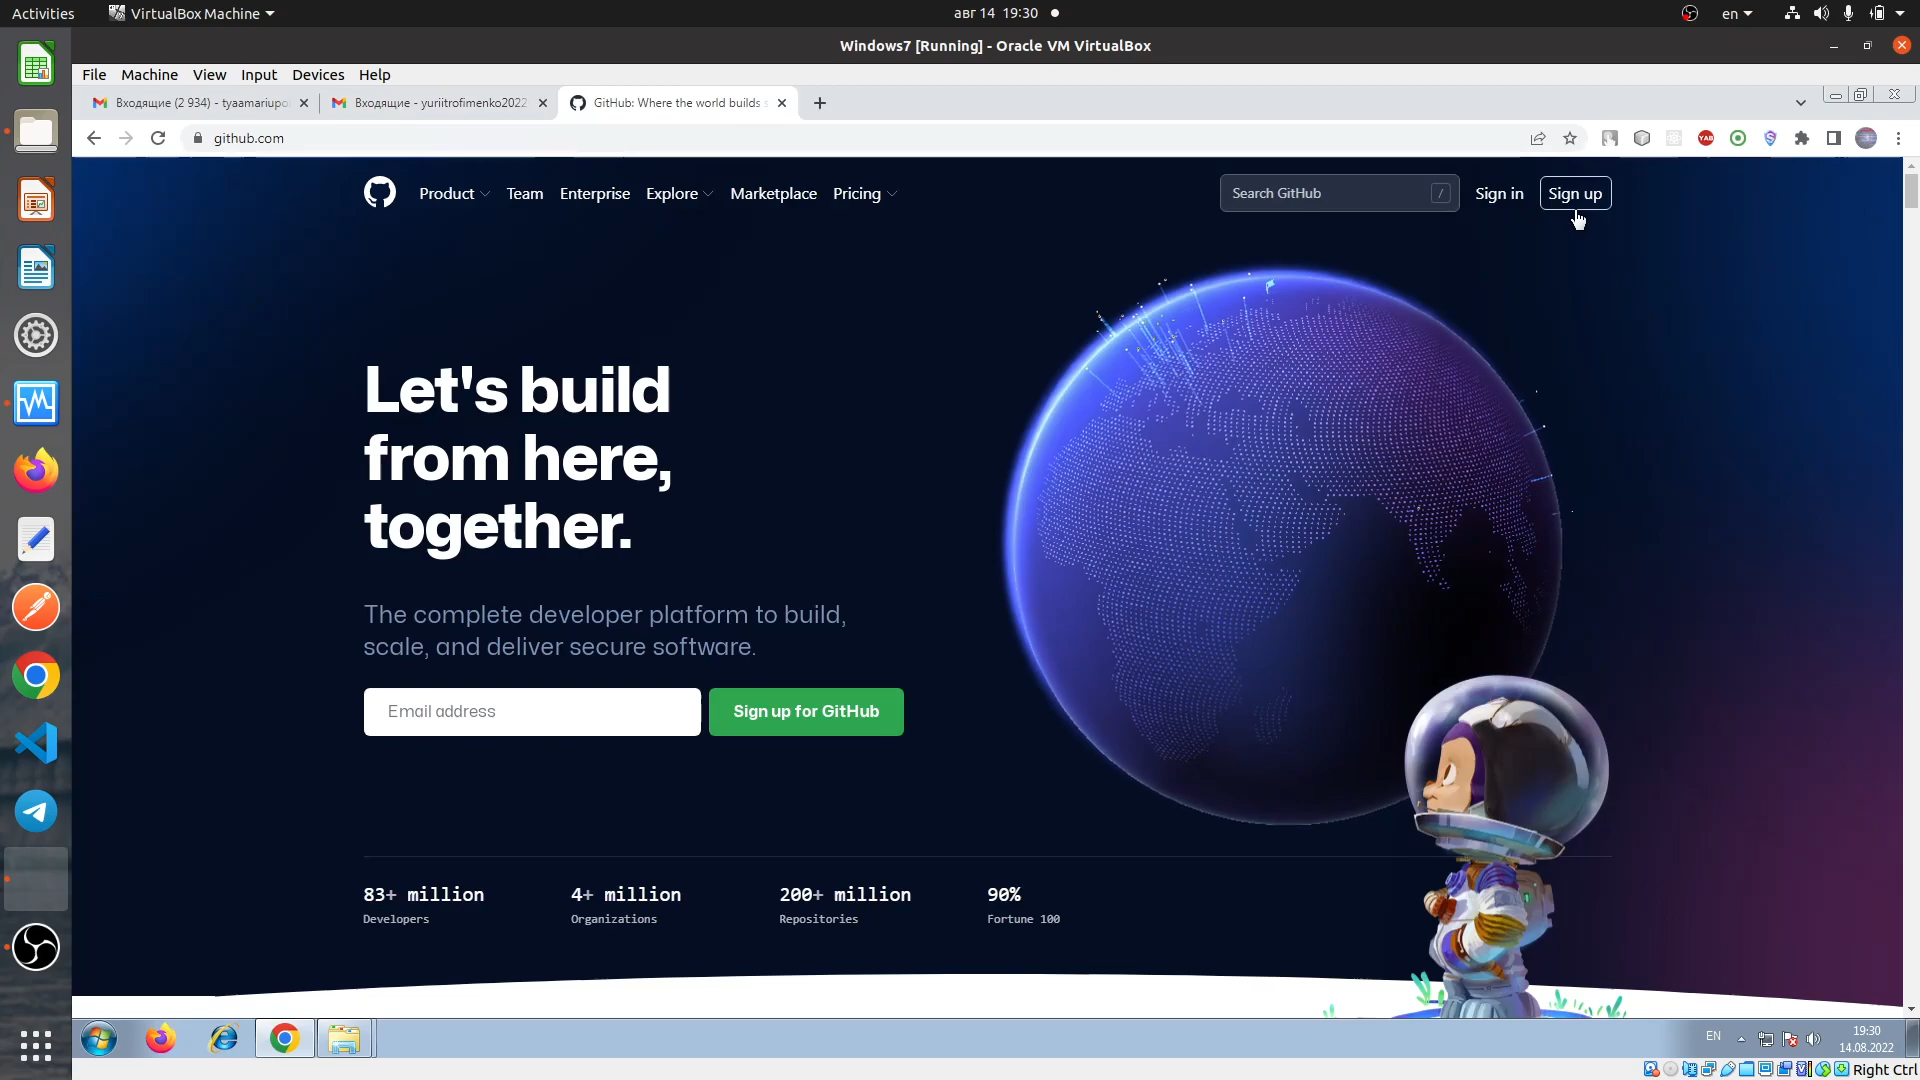 Activities
VirtualBox Machine
авг 14 19:30
en
Windows7 [Running] - Oracle VM VirtualBox
File Machine View Input Devices Help
Входящие (2 934) - tyaamariupo
Входящие - yuriitrofimenko2022
GitHub: Where the world builds s
github.com
YAB
Product Team Enterprise Explore Marketplace Pricing
Search GitHub /
Sign in
Sign up
Let's build
from here,
together.
The complete developer platform to build,
scale, and deliver secure software.
Email address
Sign up for GitHub
83+ million
Developers
4+ million
Organizations
200+ million
Repositories
90%
Fortune 100
EN
19:30
14.08.2022
Right Ctrl